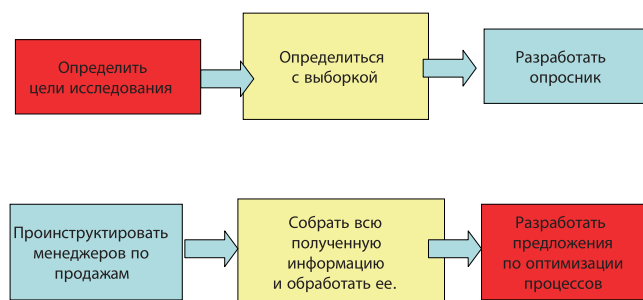 Определить
цели исследования
Определиться
с выборкой
Разработать
опросник
Проинструктировать
менеджеров по
продажам
Собрать всю
полученную
информацию
и обработать ее.
Разработать
предложения
по оптимизации
процессов